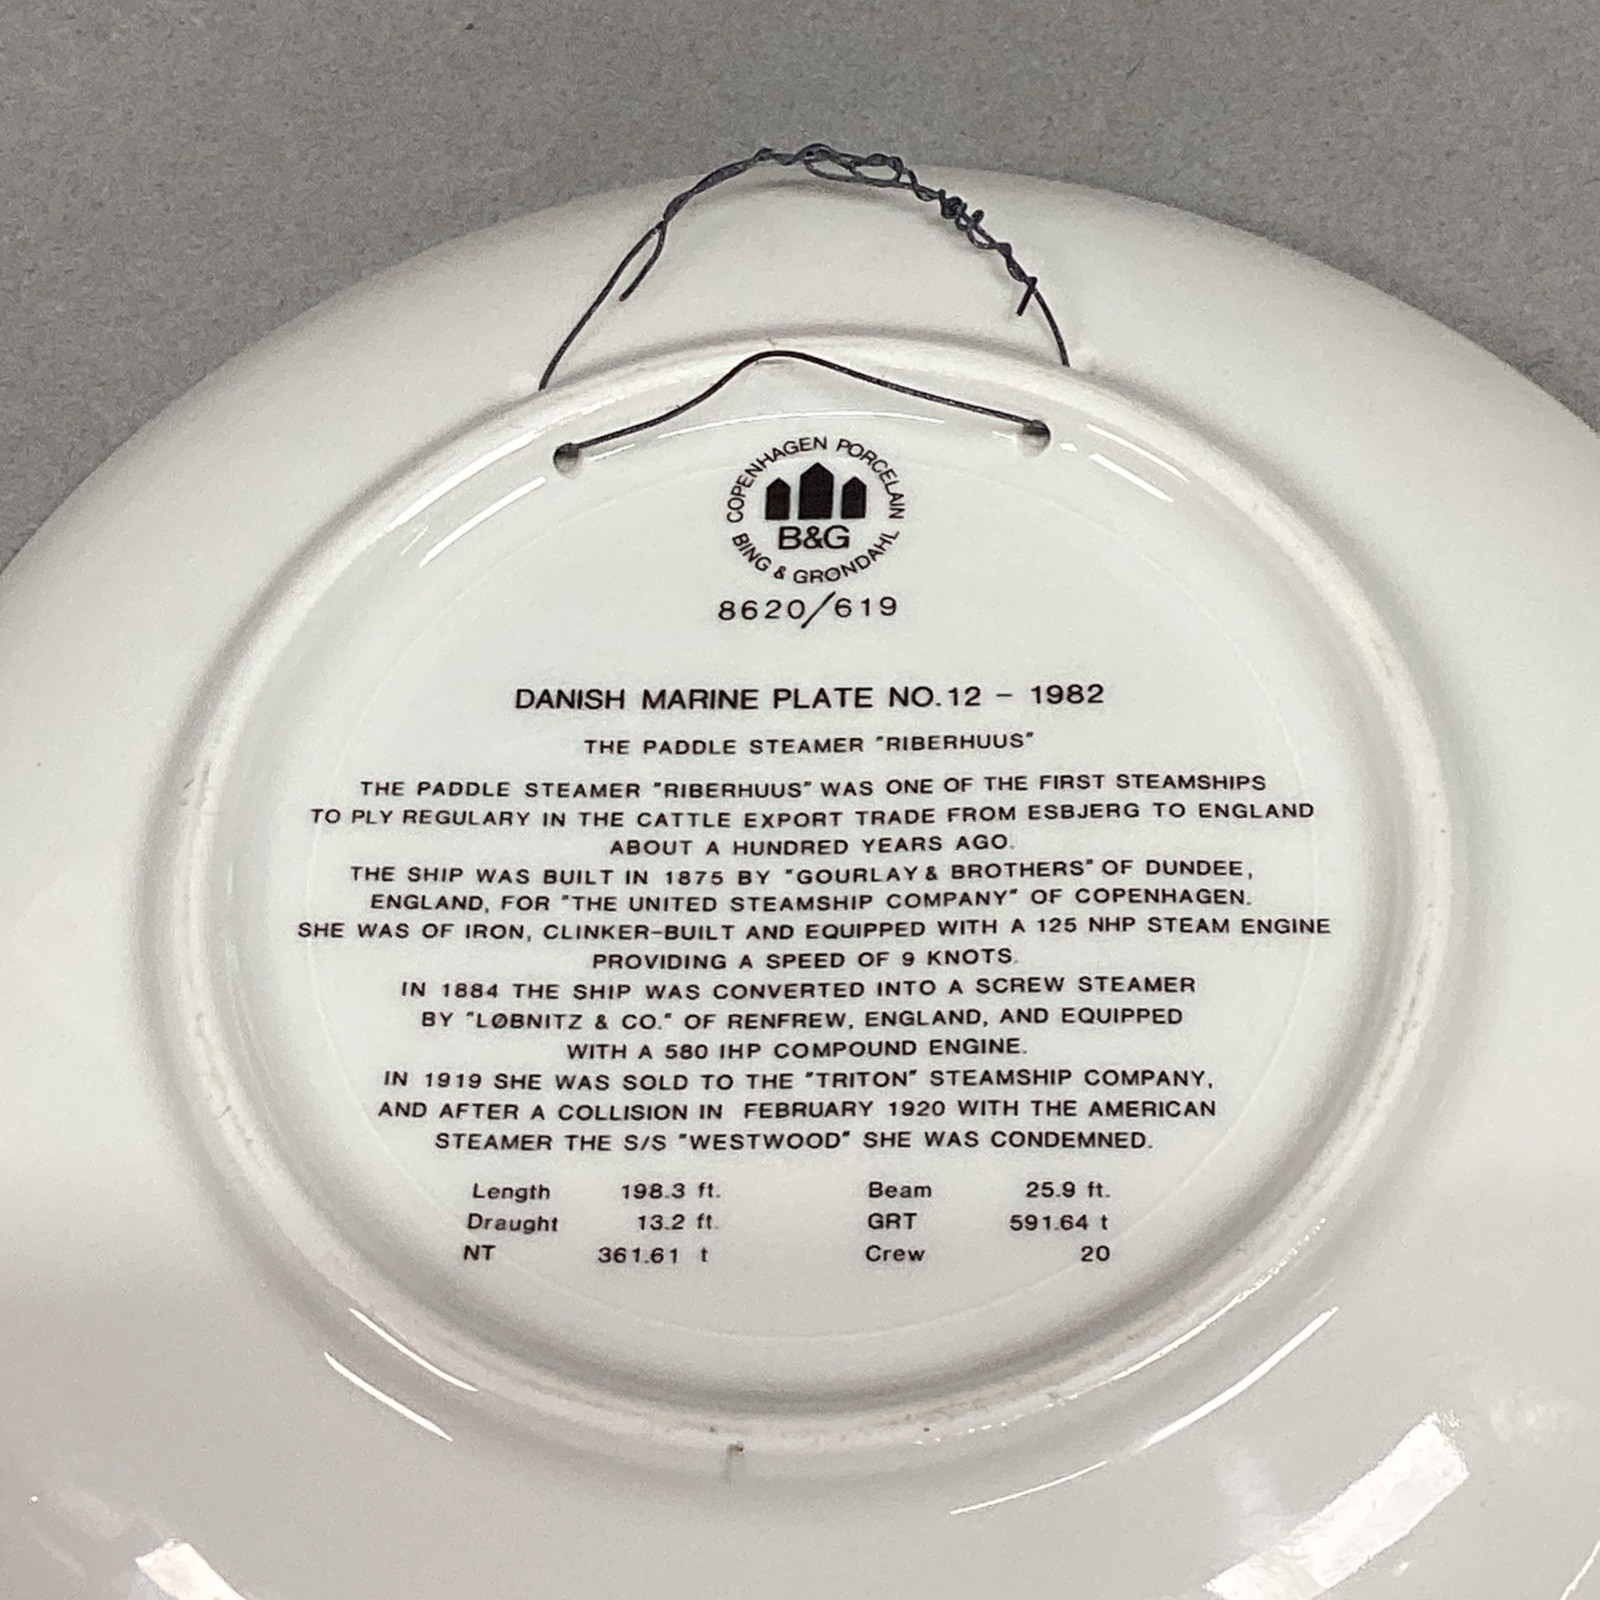 COPENHAGEN PORCELAIN
B&G
BING & GRØNDAHL
8620/619
DANISH MARINE PLATE NO.12 - 1982
THE PADDLE STEAMER "RIBERHUUS"
THE PADDLE STEAMER "RIBERHUUS" WAS ONE OF THE FIRST STEAMSHIPS
TO PLY REGULARY IN THE CATTLE EXPORT TRADE FROM ESBJERG TO ENGLAND
ABOUT A HUNDRED YEARS AGO.
THE SHIP WAS BUILT IN 1875 BY "GOURLAY & BROTHERS" OF DUNDEE,
ENGLAND, FOR "THE UNITED STEAMSHIP COMPANY" OF COPENHAGEN.
SHE WAS OF IRON, CLINKER-BUILT AND EQUIPPED WITH A 125 NHP STEAM ENGINE
PROVIDING A SPEED OF 9 KNOTS.
IN 1884 THE SHIP WAS CONVERTED INTO A SCREW STEAMER
BY "LØBNITZ & CO." OF RENFREW, ENGLAND, AND EQUIPPED
WITH A 580 IHP COMPOUND ENGINE.
IN 1919 SHE WAS SOLD TO THE "TRITON" STEAMSHIP COMPANY,
AND AFTER A COLLISION IN FEBRUARY 1920 WITH THE AMERICAN
STEAMER THE S/S "WESTWOOD" SHE WAS CONDEMNED.
Length 198.3 ft. Beam 25.9 ft.
Draught 13.2 ft. GRT 591.64 t
NT 361.61 t Crew 20